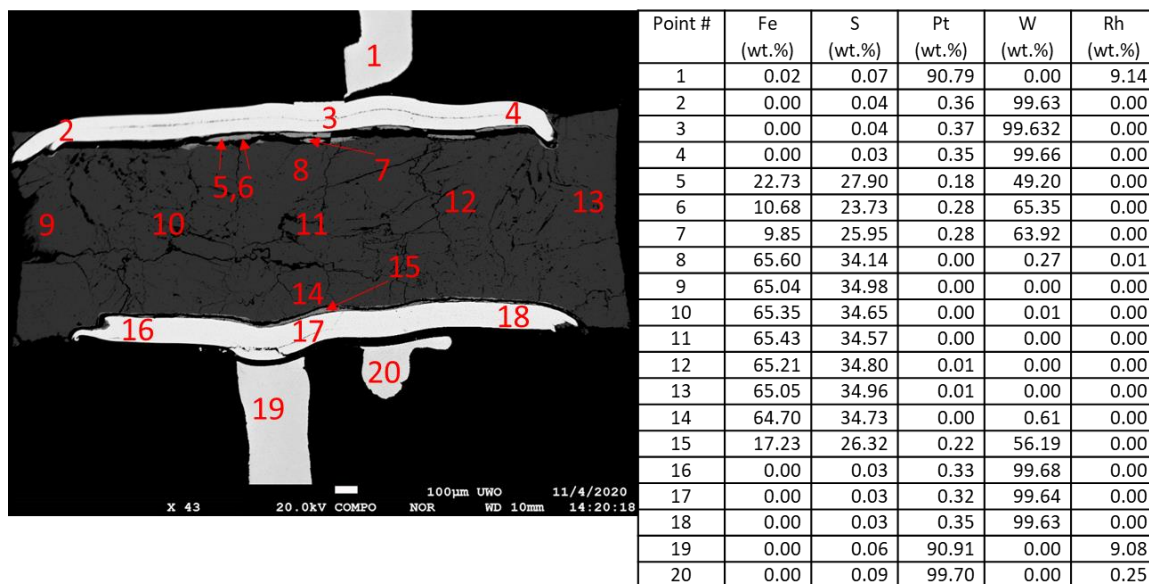 1
2
3
4
5,6
7
8
9
10
11
12
13
14
15
16
17
18
19
20
100µm UWO 11/4/2020
X 43 20.0kV COMPO NOR WD 10mm 14:20:18
Point # Fe S Pt W Rh
(wt.%) (wt.%) (wt.%) (wt.%) (wt.%)
1 0.02 0.07 90.79 0.00 9.14
2 0.00 0.04 0.36 99.63 0.00
3 0.00 0.04 0.37 99.632 0.00
4 0.00 0.03 0.35 99.66 0.00
5 22.73 27.90 0.18 49.20 0.00
6 10.68 23.73 0.28 65.35 0.00
7 9.85 25.95 0.28 63.92 0.00
8 65.60 34.14 0.00 0.27 0.01
9 65.04 34.98 0.00 0.00 0.00
10 65.35 34.65 0.00 0.01 0.00
11 65.43 34.57 0.00 0.00 0.00
12 65.21 34.80 0.01 0.00 0.00
13 65.05 34.96 0.01 0.00 0.00
14 64.70 34.73 0.00 0.61 0.00
15 17.23 26.32 0.22 56.19 0.00
16 0.00 0.03 0.33 99.68 0.00
17 0.00 0.03 0.32 99.64 0.00
18 0.00 0.03 0.35 99.63 0.00
19 0.00 0.06 90.91 0.00 9.08
20 0.00 0.09 99.70 0.00 0.25